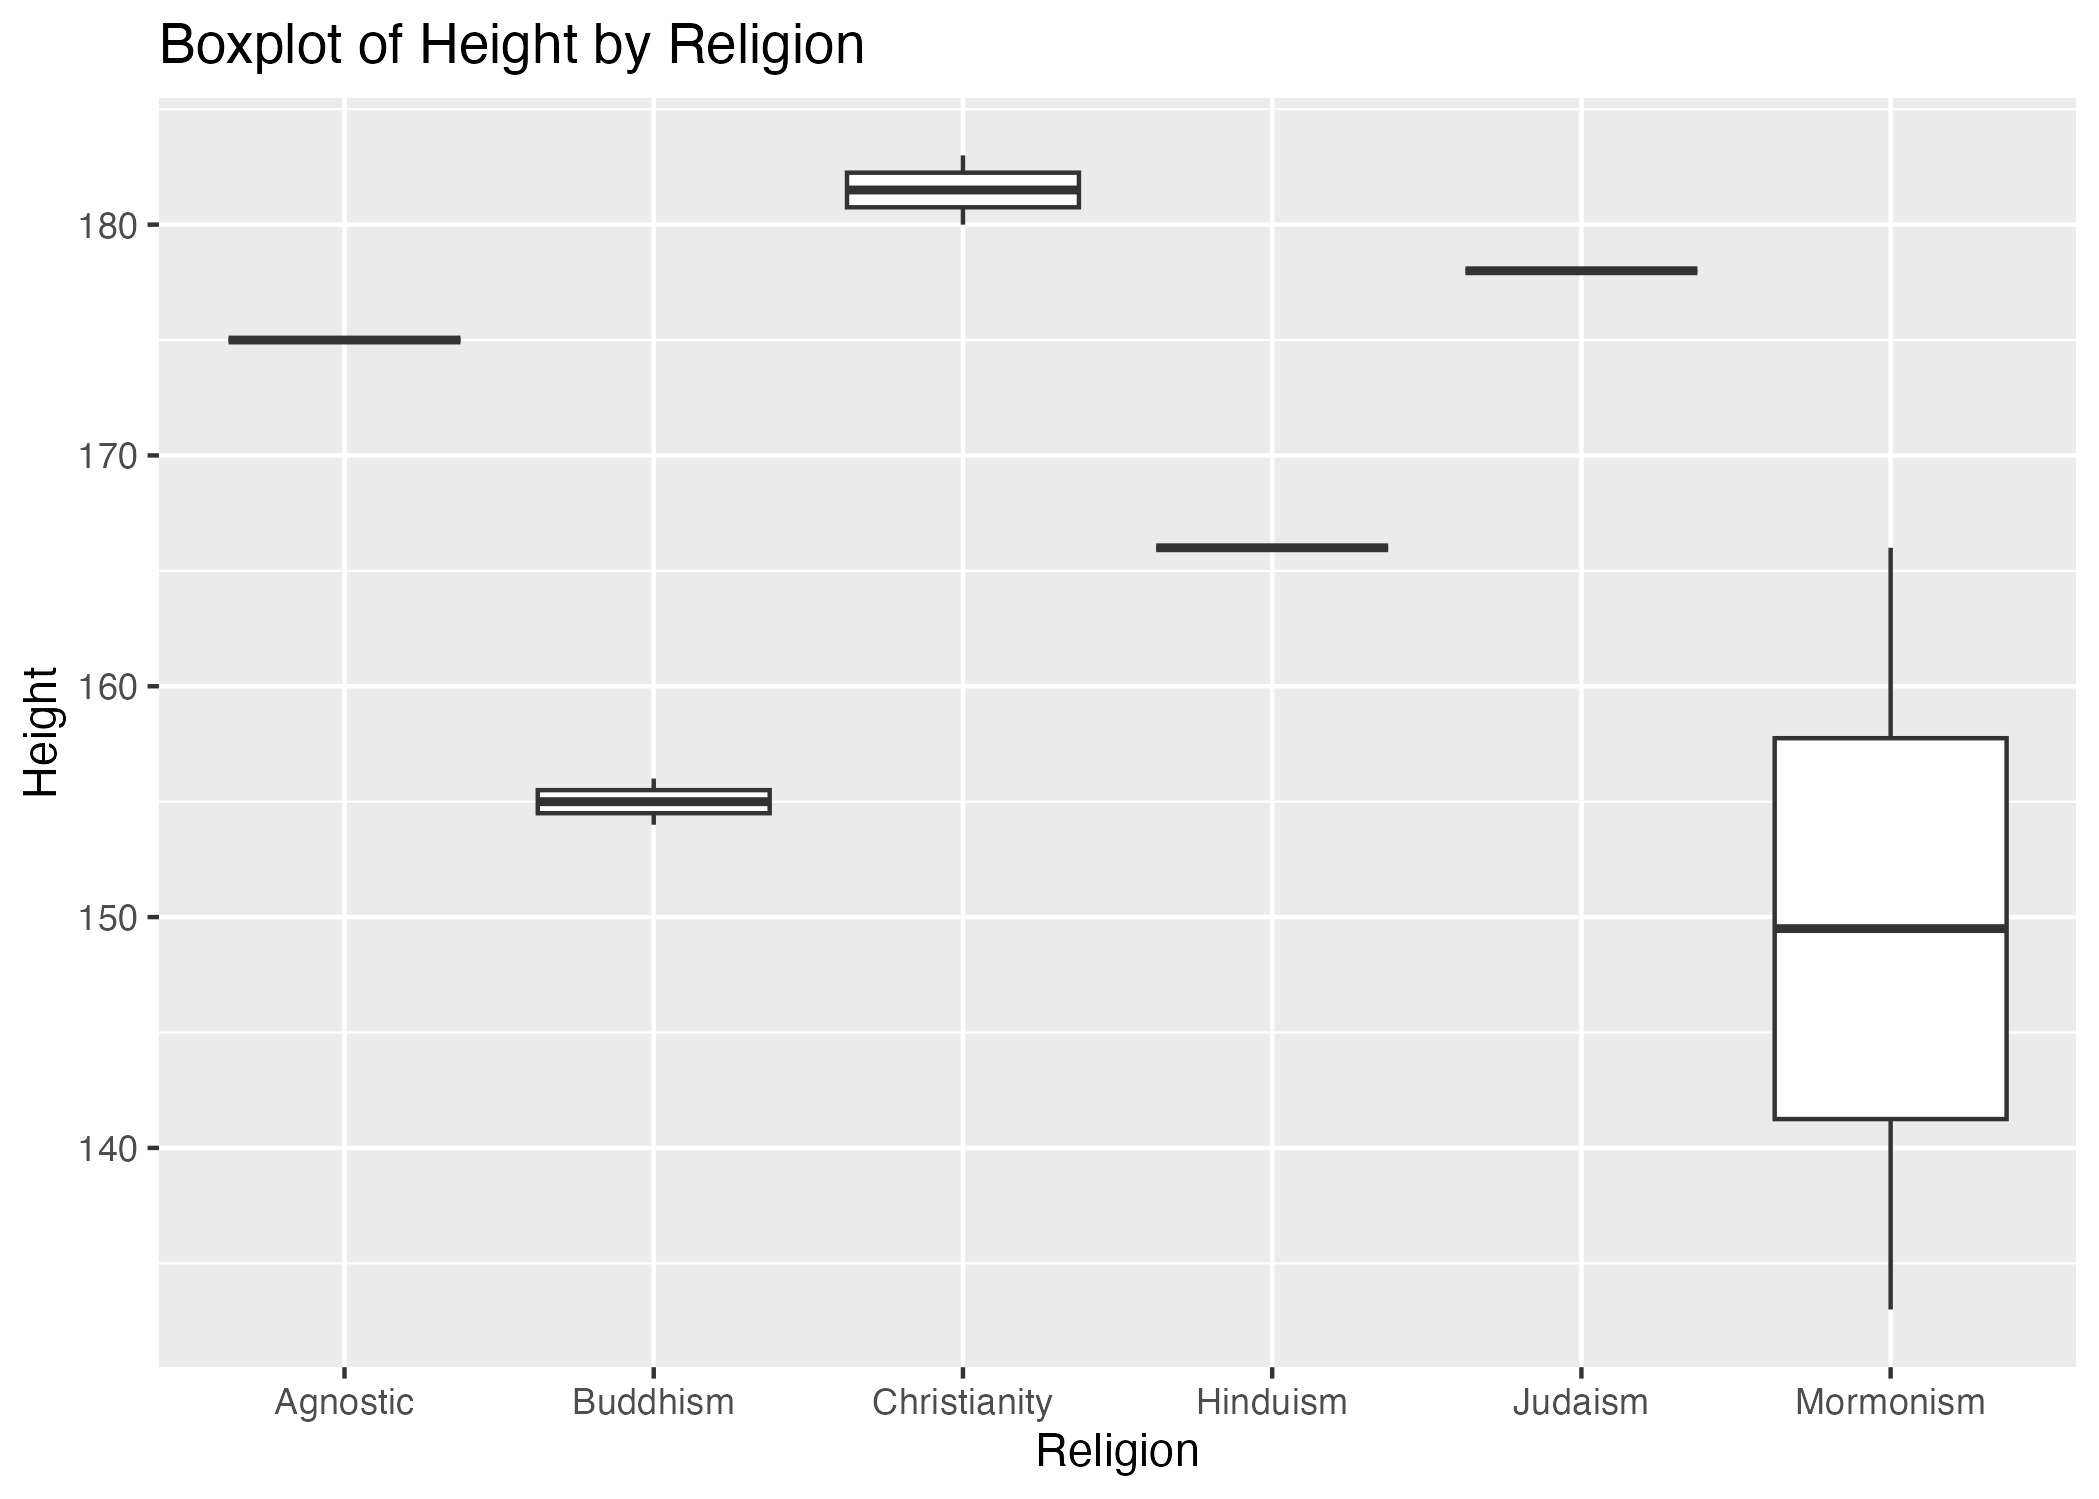 Boxplot of Height by Religion
180
170
160
150
140
Height
Agnostic Buddhism Christianity Hinduism Judaism Mormonism
Religion